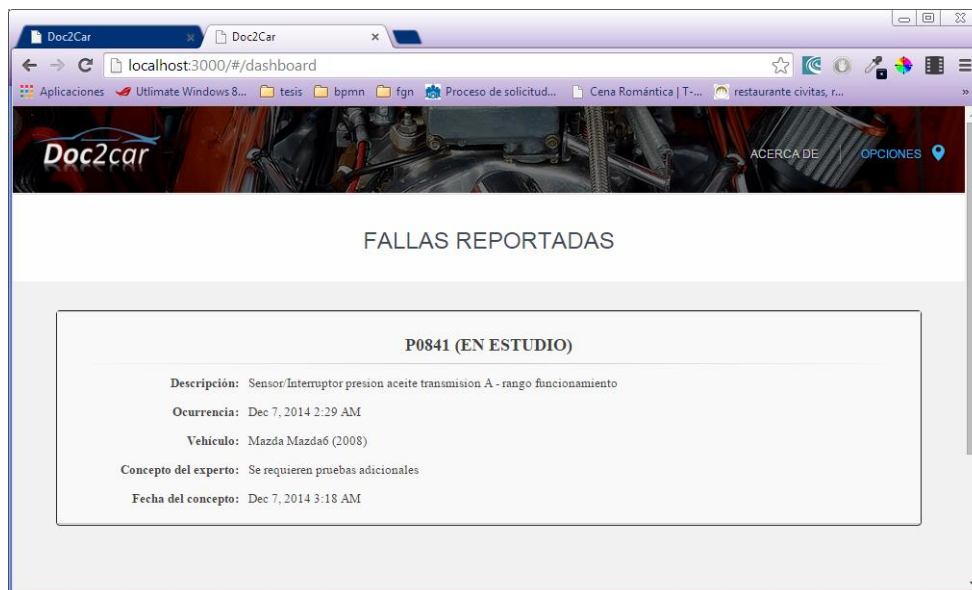 Doc2Car
Doc2Car
localhost:3000/#/dashboard
Aplicaciones
Utlimate Windows 8...
tesis
bpmn
fgn
Proceso de solicitud...
Cena Romántica | T-...
restaurante civitas, r...
»
Doc2car
ACERCA DE
OPCIONES
FALLAS REPORTADAS
P0841 (EN ESTUDIO)
Descripción: Sensor/Interruptor presion aceite transmision A - rango funcionamiento
Ocurrencia: Dec 7, 2014 2:29 AM
Vehículo: Mazda Mazda6 (2008)
Concepto del experto: Se requieren pruebas adicionales
Fecha del concepto: Dec 7, 2014 3:18 AM